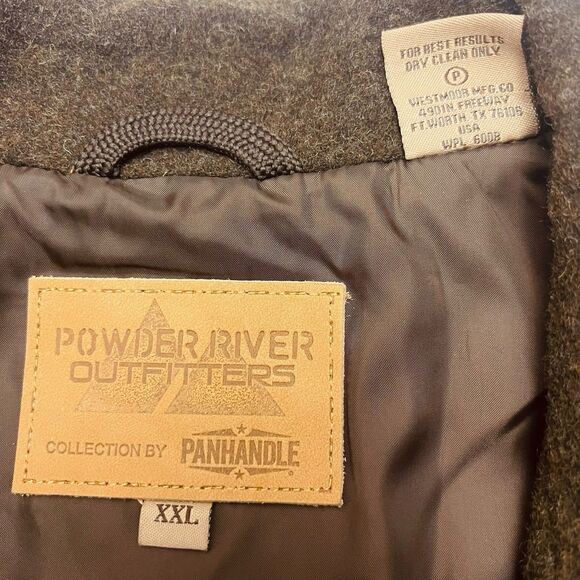 FOR BEST RESULTS
DRY CLEAN ONLY
P
WESTMOOR MFG.CO
4901N. FREEWAY
FT.WORTH, TX 76106
USA
WPL 6008
POWDER RIVER
OUTFITTERS
COLLECTION BY PANHANDLE
XXL